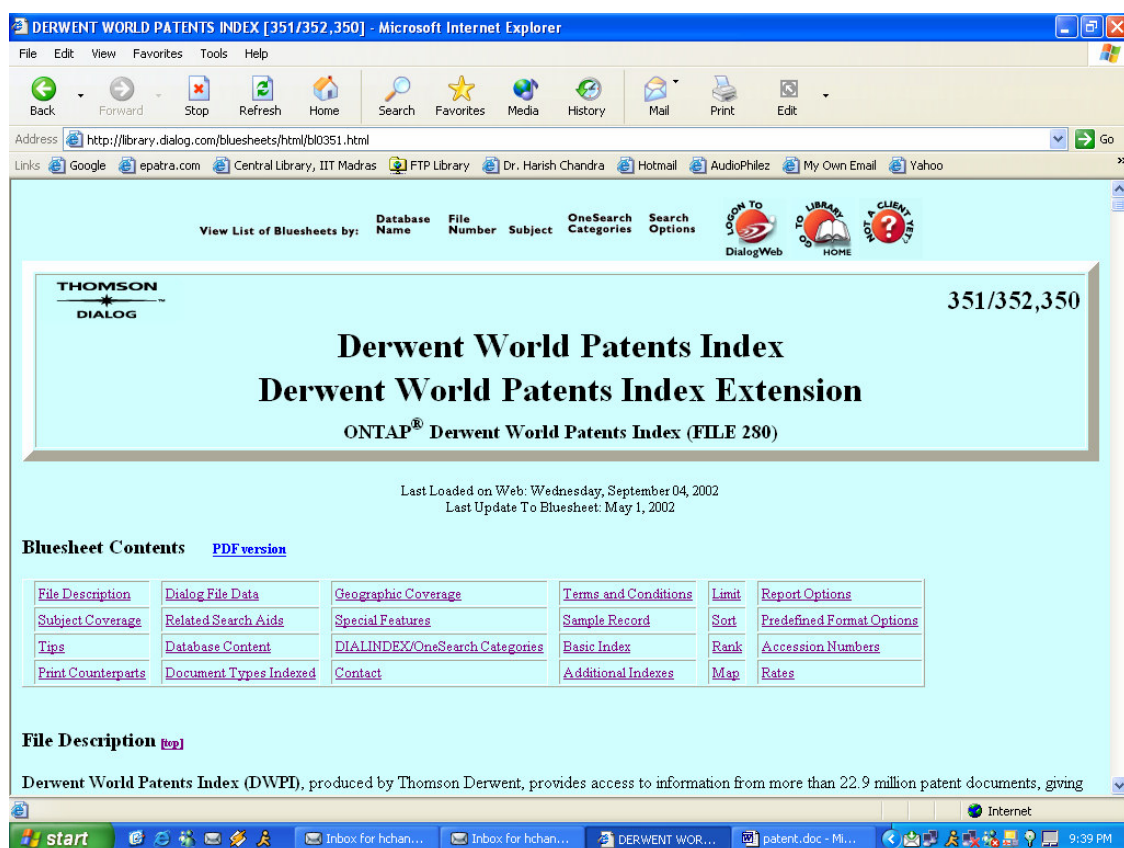 DERWENT WORLD PATENTS INDEX [351/352,350] - Microsoft Internet Explorer
File Edit View Favorites Tools Help
Back Forward Stop Refresh Home Search Favorites Media History Mail Print Edit
Address http://library.dialog.com/bluesheets/html/bl0351.html Go
Links Google epatra.com Central Library, IIT Madras FTP Library Dr. Harish Chandra Hotmail AudioPhilez My Own Email Yahoo »
View List of Bluesheets by: Database Name File Number Subject OneSearch Categories Search Options
LOGON TO DialogWeb
GO TO LIBRARY HOME
NOT A CLIENT YET?
THOMSON
DIALOG
351/352,350
Derwent World Patents Index
Derwent World Patents Index Extension
ONTAP® Derwent World Patents Index (FILE 280)
Last Loaded on Web: Wednesday, September 04, 2002
Last Update To Bluesheet: May 1, 2002
Bluesheet Contents PDF version
File Description Dialog File Data Geographic Coverage Terms and Conditions Limit Report Options
Subject Coverage Related Search Aids Special Features Sample Record Sort Predefined Format Options
Tips Database Content DIALINDEX/OneSearch Categories Basic Index Rank Accession Numbers
Print Counterparts Document Types Indexed Contact Additional Indexes Map Rates
File Description [top]
Derwent World Patents Index (DWPI), produced by Thomson Derwent, provides access to information from more than 22.9 million patent documents, giving
Internet
start Inbox for hchan... Inbox for hchan... DERWENT WOR... patent.doc - Mi... 9:39 PM